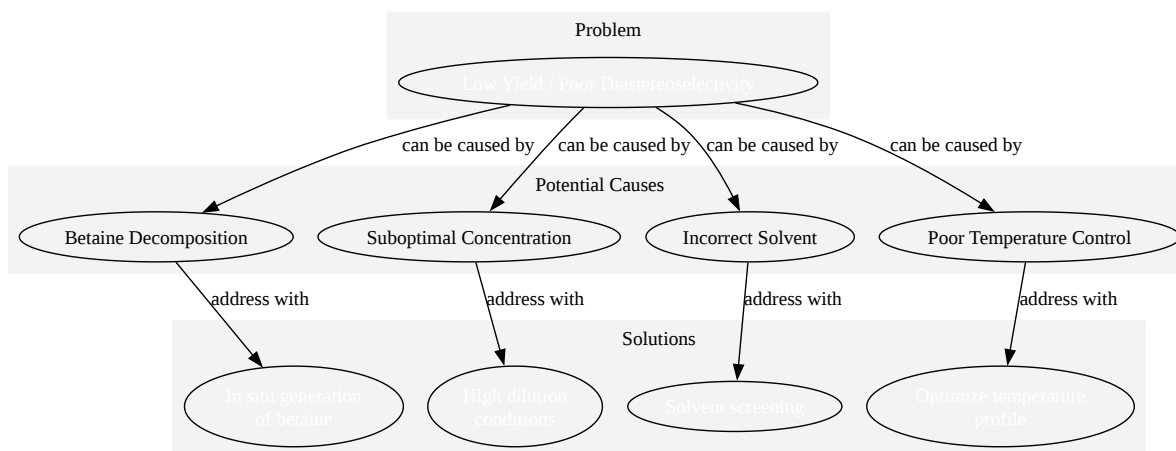 Problem
Low Yield / Poor Diastereoselectivity
can be caused by
can be caused by
can be caused by
can be caused by
Potential Causes
Betaine Decomposition
Suboptimal Concentration
Incorrect Solvent
Poor Temperature Control
address with
address with
address with
address with
Solutions
In situ generation
of betaine
High dilution
conditions
Solvent screening
Optimize temperature
profile